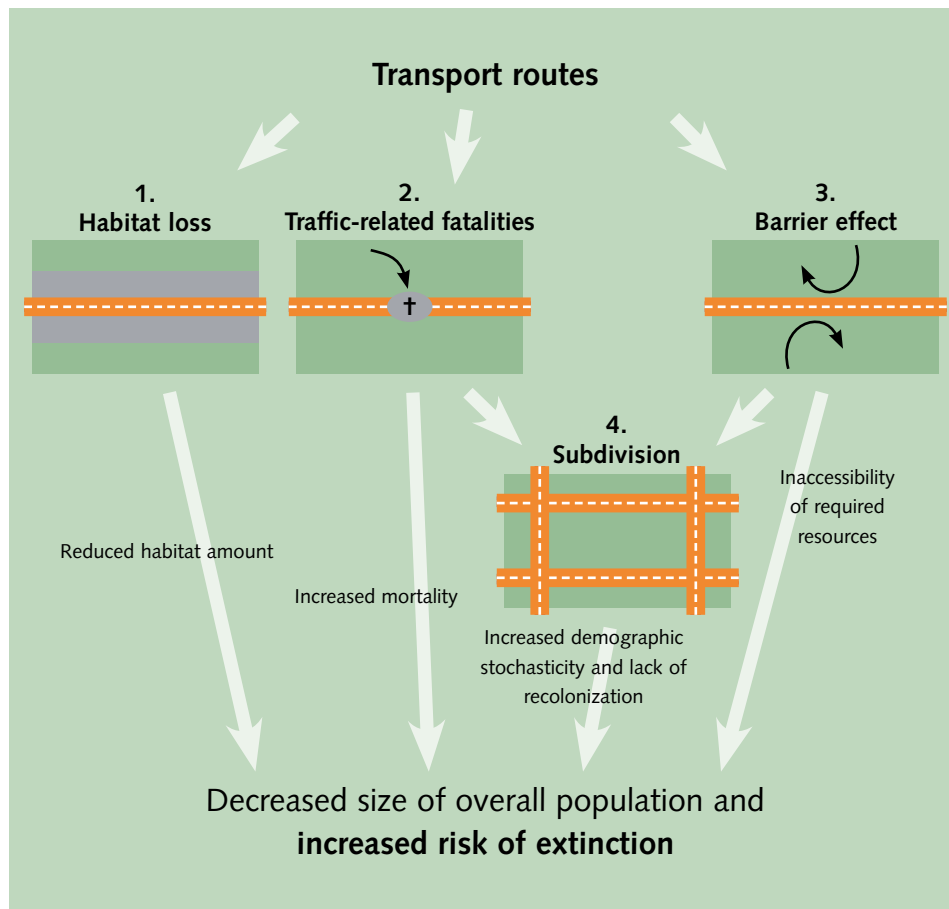 Transport routes
1.
Habitat loss
2.
Traffic-related fatalities
3.
Barrier effect
4.
Subdivision
Inaccessibility
of required
resources
Reduced habitat amount
Increased mortality
Increased demographic
stochasticity and lack of
recolonization
Decreased size of overall population and
increased risk of extinction